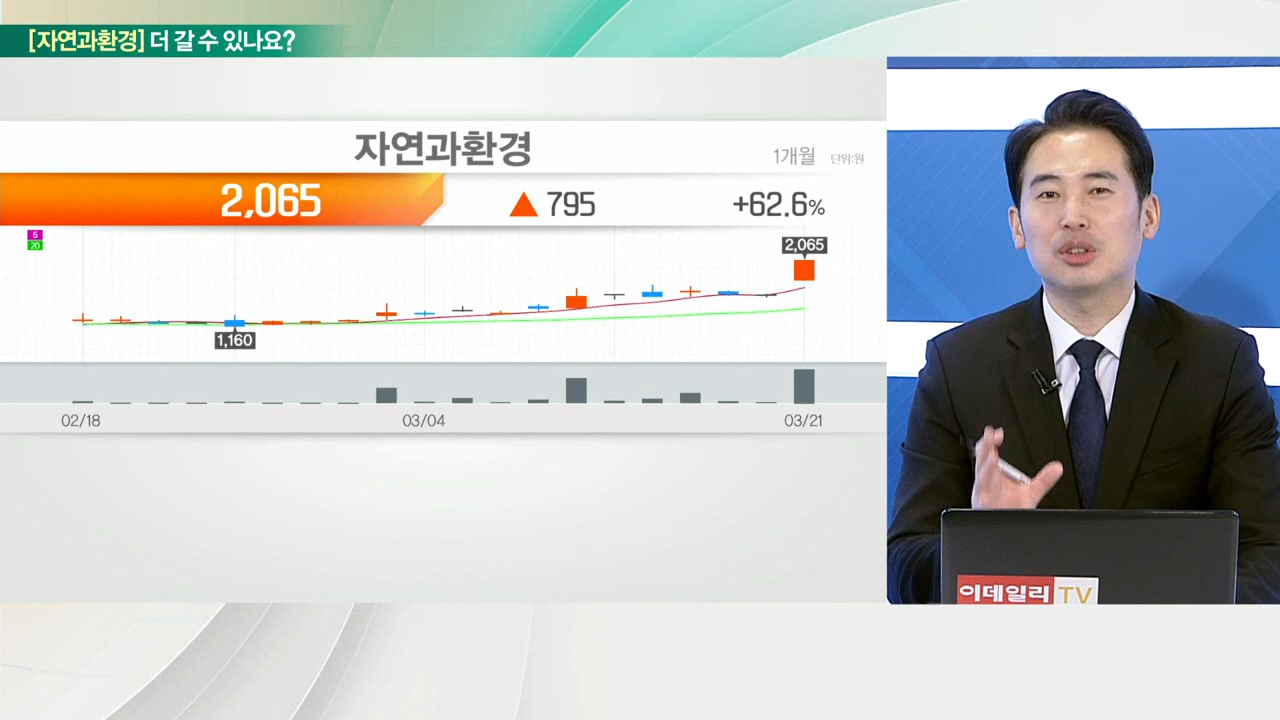 [자연과환경] 더 갈 수 있나요?
자연과환경
1개월 단위:원
2,065 ▲ 795 +62.6%
5
20
2,065
1,160
02/18 03/04 03/21
이데일리 TV